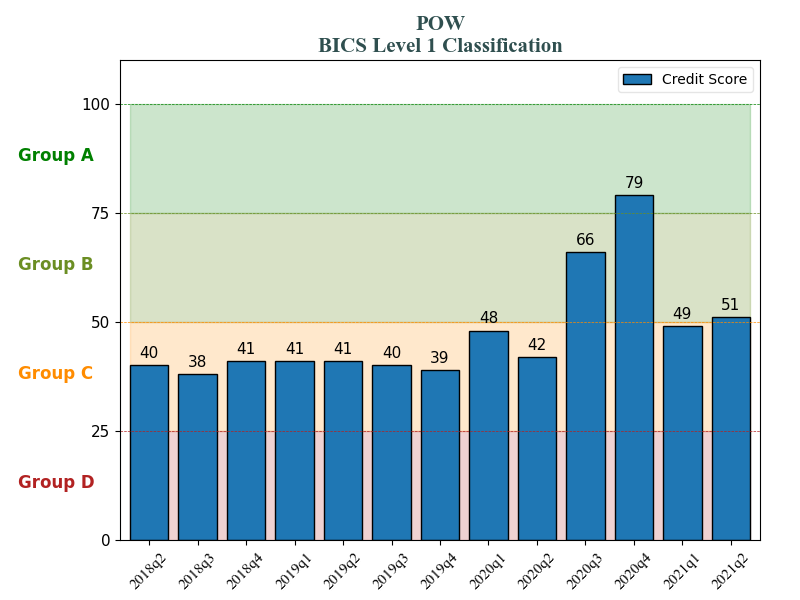 POW
BICS Level 1 Classification
Credit Score
100
Group A
79
75
66
Group B
50
51
49
48
42
41
41
41
40
40
39
38
Group C
25
Group D
0
2018q2
2018q3
2018q4
2019q1
2019q2
2019q3
2019q4
2020q1
2020q2
2020q3
2020q4
2021q1
2021q2